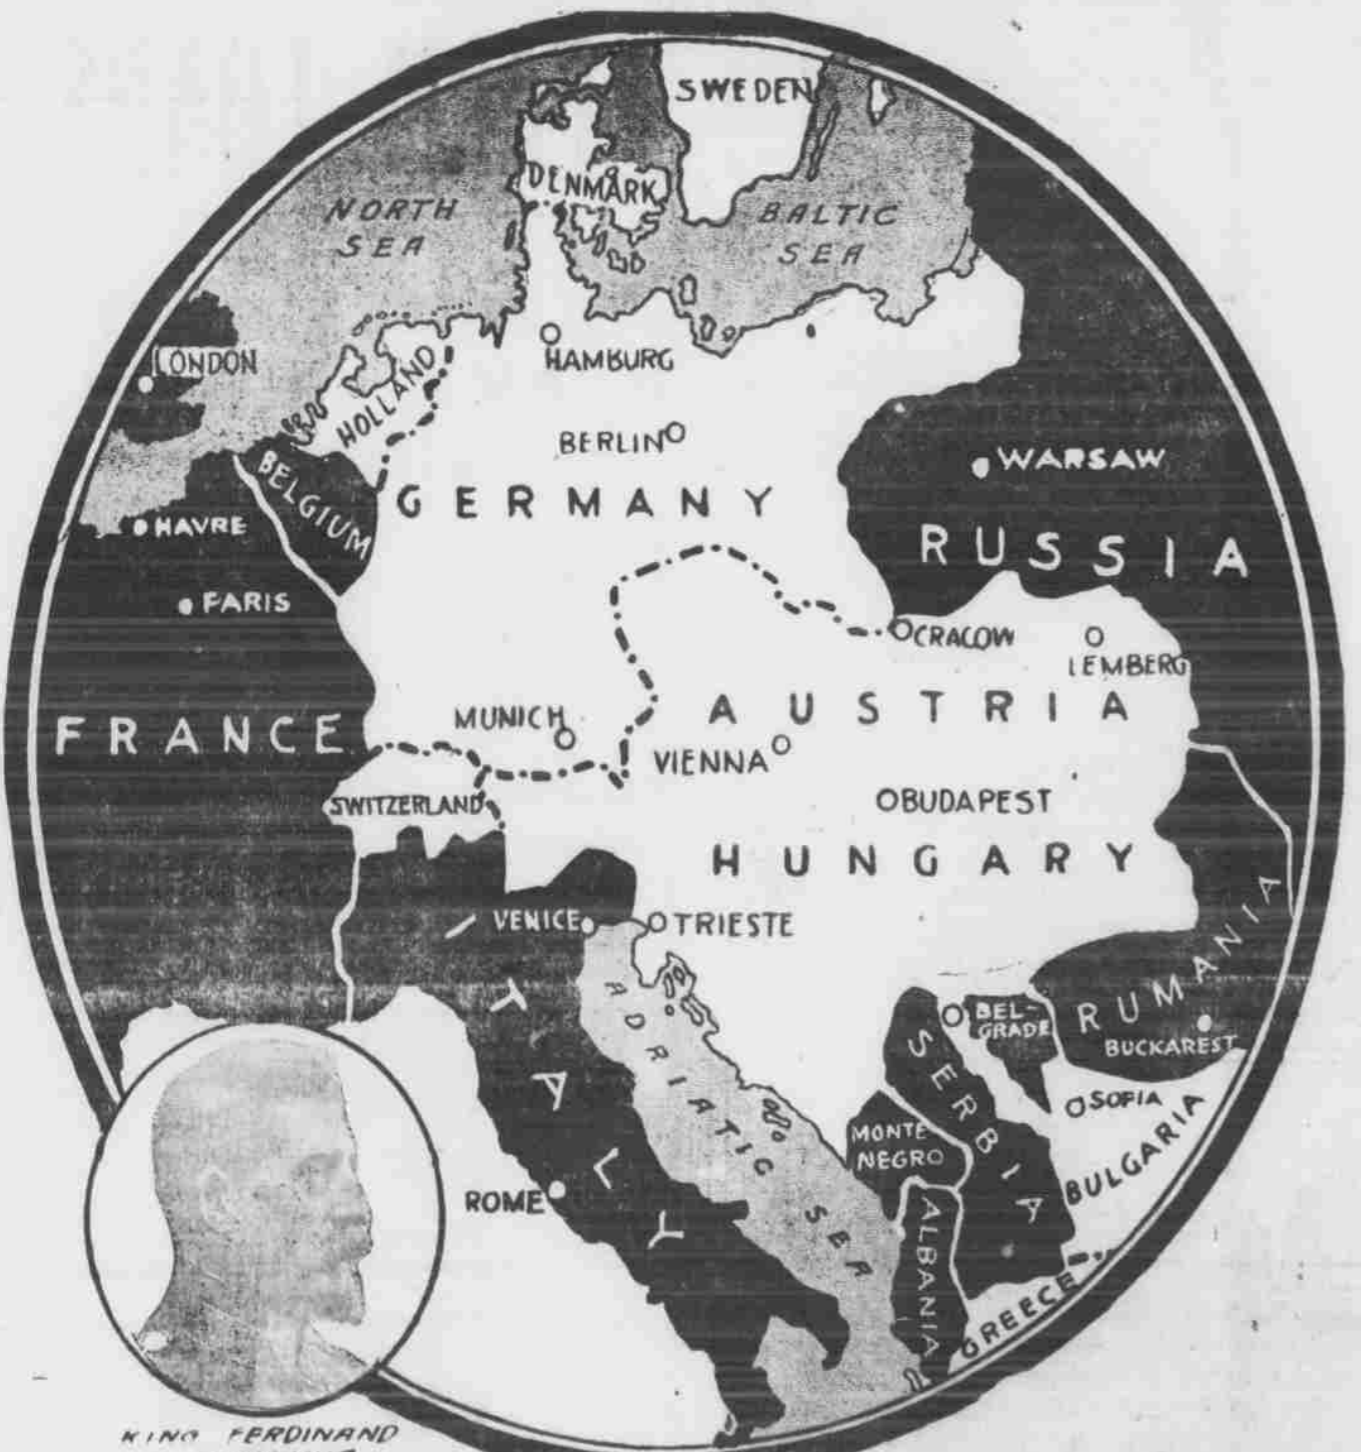 SWEDEN
DENMARK
NORTH
SEA
BALTIC
SEA
LONDON
HAMBURG
HOLLAND
BERLIN
BELGIUM
WARSAW
GERMANY
HAVRE
RUSSIA
PARIS
CRACOW
LEMBERG
MUNICH
AUSTRIA
FRANCE
VIENNA
SWITZERLAND
BUDAPEST
HUNGARY
VENICE
TRIESTE
ITALY
ADRIATIC SEA
RUMANIA
BEL-
GRADE
BUCKAREST
SERBIA
SOFIA
MONTE
NEGRO
BULGARIA
ROME
ALBANIA
GREECE
KING FERDINAND